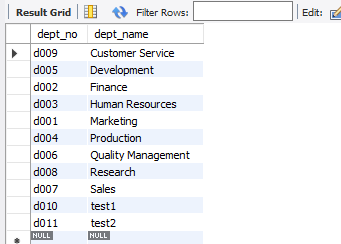 Result Grid Filter Rows: Edit:
dept_no dept_name
d009 Customer Service
d005 Development
d002 Finance
d003 Human Resources
d001 Marketing
d004 Production
d006 Quality Management
d008 Research
d007 Sales
d010 test1
d011 test2
NULL NULL